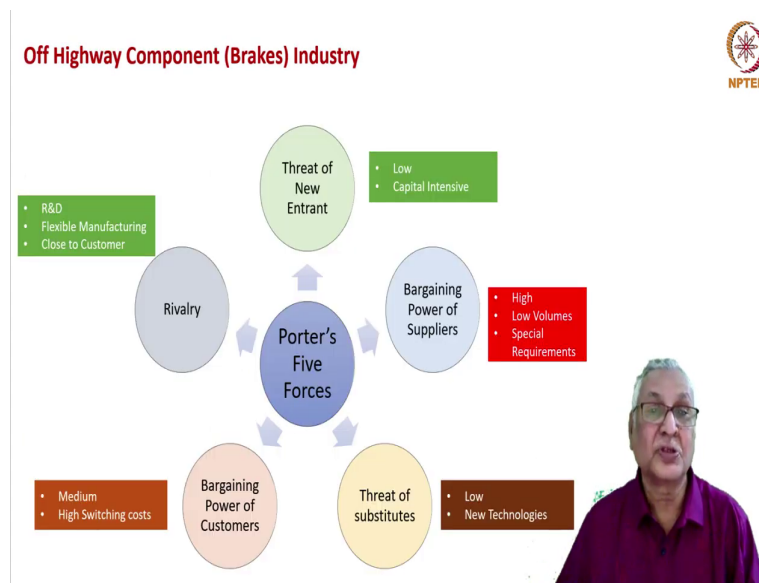 Off Highway Component (Brakes) Industry
NPTEL
Threat of
New
Entrant
• Low
• Capital Intensive
• R&D
• Flexible Manufacturing
• Close to Customer
Rivalry
Bargaining
Power of
Suppliers
• High
• Low Volumes
• Special
Requirements
Porter's
Five
Forces
• Medium
• High Switching costs
Bargaining
Power of
Customers
Threat of
substitutes
• Low
• New Technologies